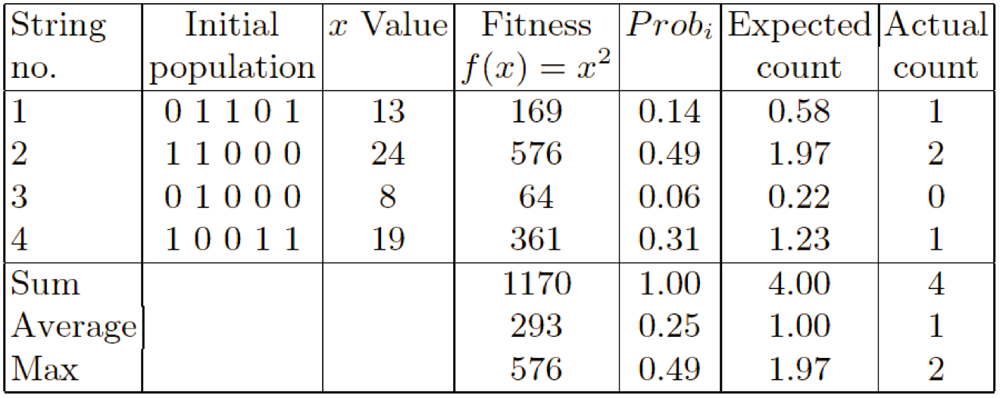 String Initial x Value Fitness Probᵢ Expected Actual
no. population f(x) = x² count count
1 0 1 1 0 1 13 169 0.14 0.58 1
2 1 1 0 0 0 24 576 0.49 1.97 2
3 0 1 0 0 0 8 64 0.06 0.22 0
4 1 0 0 1 1 19 361 0.31 1.23 1
Sum 1170 1.00 4.00 4
Average 293 0.25 1.00 1
Max 576 0.49 1.97 2